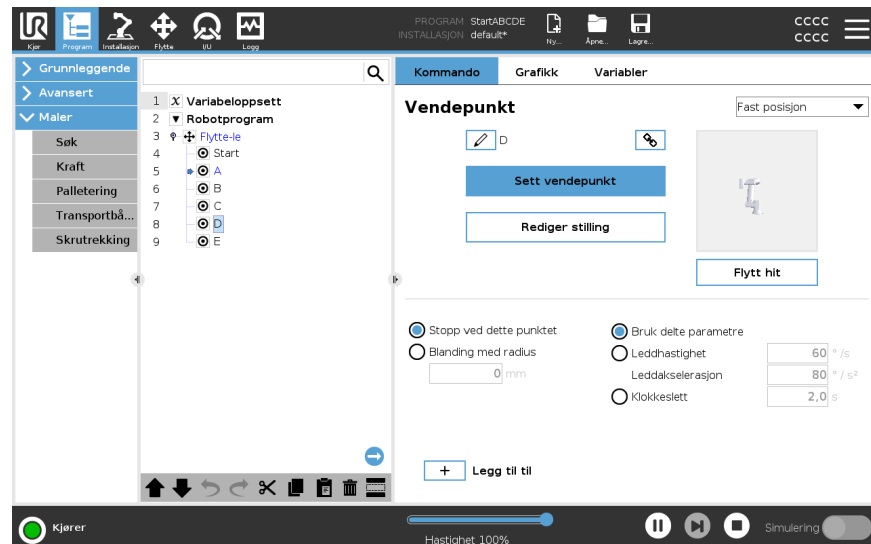 UR
PROGRAM StartABCDE
INSTALLASJON default*
Kjør Program Installasjon Flytte I/U Logg
Ny... Åpne... Lagre...
CCCC
CCCC
Grunnleggende
Avansert
Maler
Søk
Kraft
Palletering
Transportbå...
Skrutrekking
1 X Variabeloppsett
2 Robotprogram
3 Flytte-le
4 Start
5 A
6 B
7 C
8 D
9 E
Kommando Grafikk Variabler
Vendepunkt
Fast posisjon
D
Sett vendepunkt
Rediger stilling
Flytt hit
Stopp ved dette punktet
Blanding med radius
0 mm
Bruk delte parametre
Leddhastighet 60 ° /s
Leddakselerasjon 80 ° / s²
Klokkeslett 2,0 s
+ Legg til til
Kjører
Hastighet 100%
Simulering